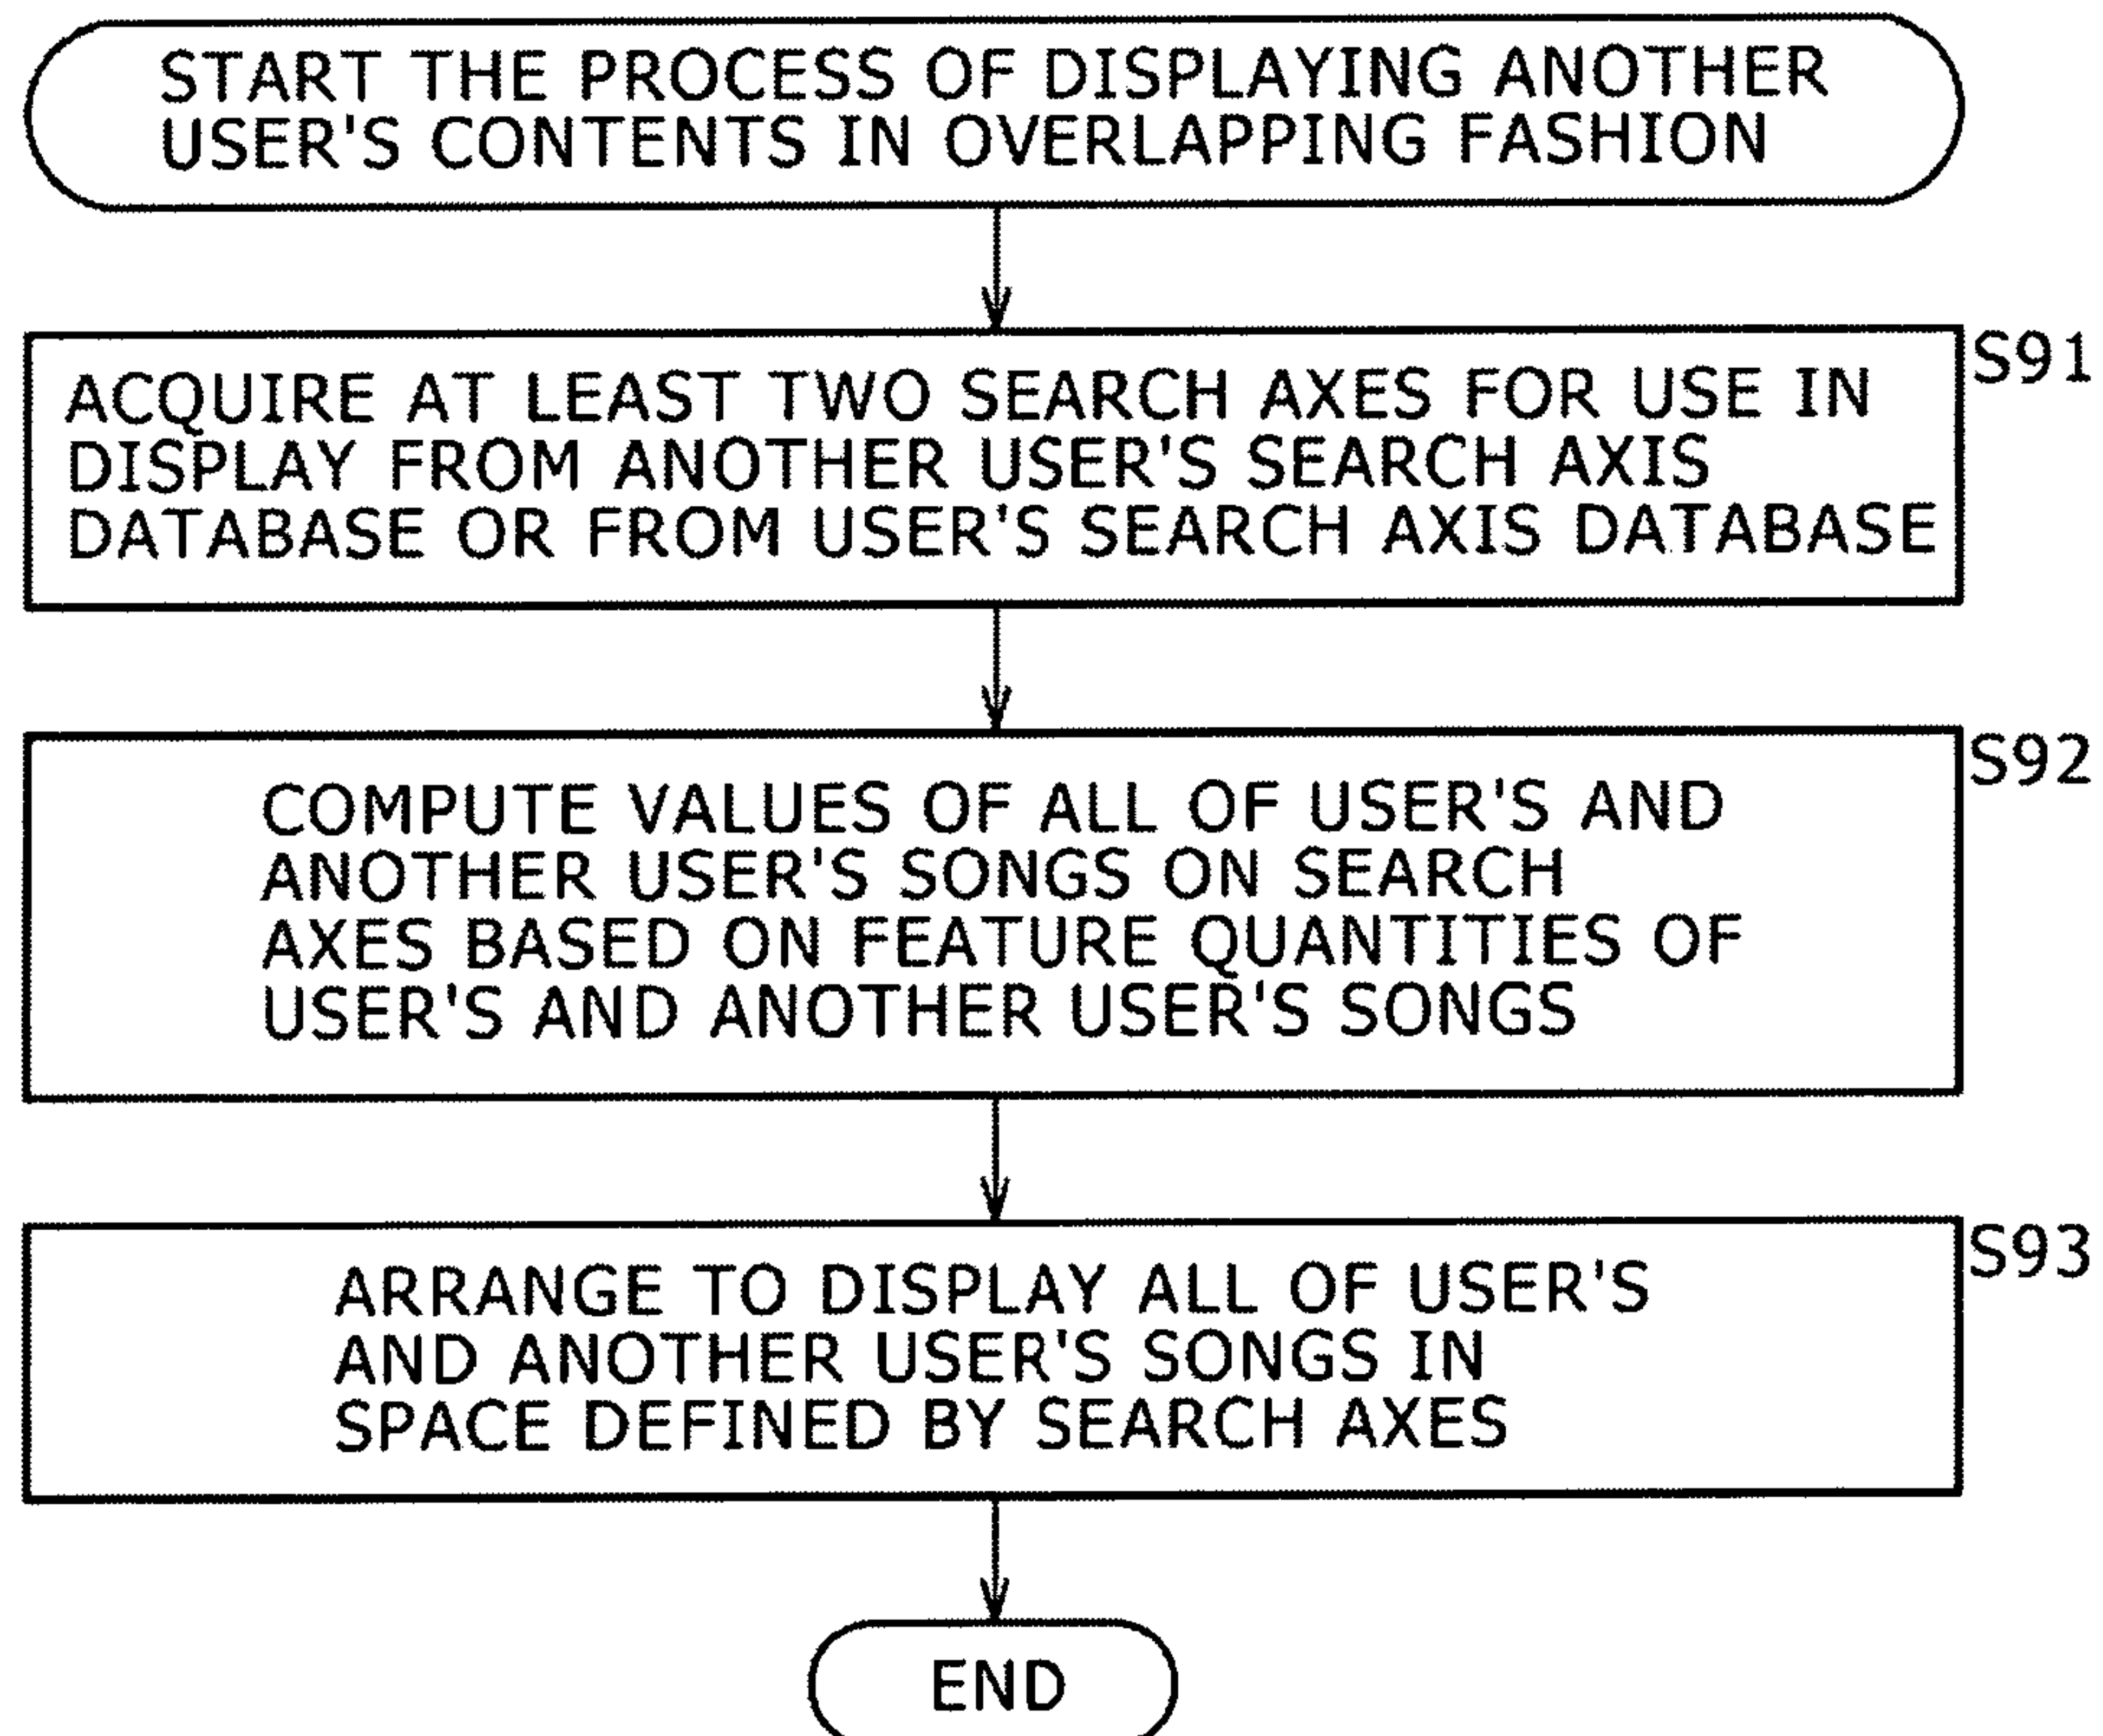 START THE PROCESS OF DISPLAYING ANOTHER
USER'S CONTENTS IN OVERLAPPING FASHION
S91
ACQUIRE AT LEAST TWO SEARCH AXES FOR USE IN
DISPLAY FROM ANOTHER USER'S SEARCH AXIS
DATABASE OR FROM USER'S SEARCH AXIS DATABASE
S92
COMPUTE VALUES OF ALL OF USER'S AND
ANOTHER USER'S SONGS ON SEARCH
AXES BASED ON FEATURE QUANTITIES OF
USER'S AND ANOTHER USER'S SONGS
S93
ARRANGE TO DISPLAY ALL OF USER'S
AND ANOTHER USER'S SONGS IN
SPACE DEFINED BY SEARCH AXES
END